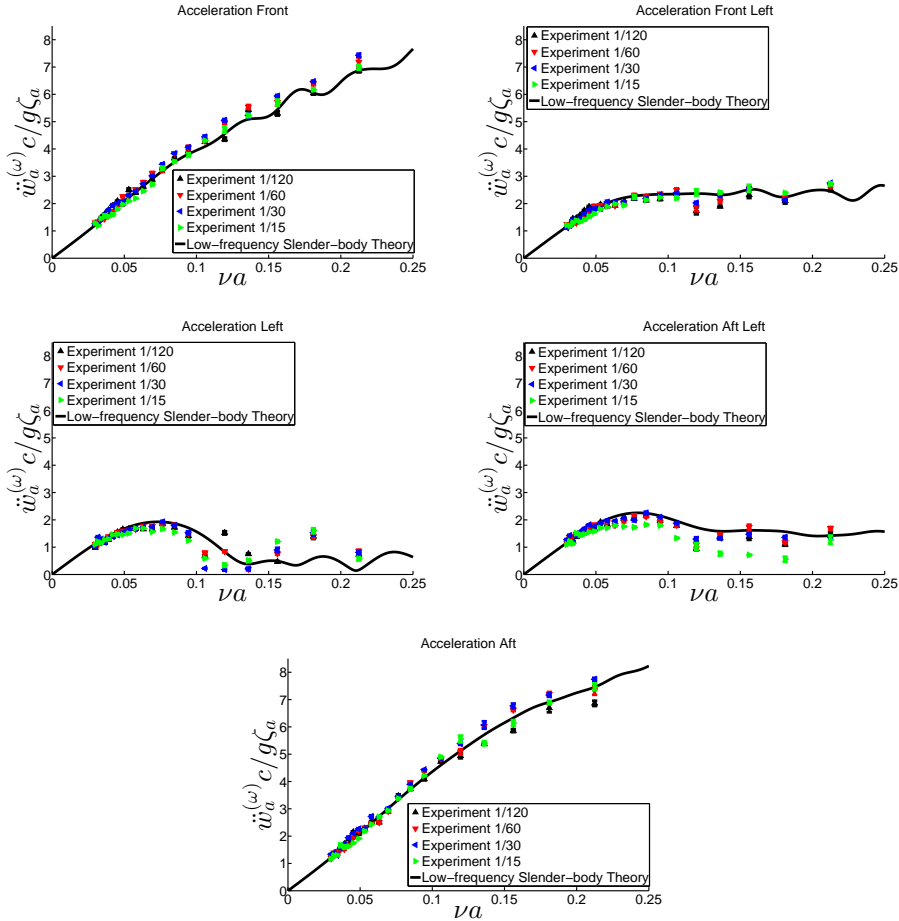 Acceleration Front
8
7
6
5
4
3
2
1
0
0 0.05 0.1 0.15 0.2 0.25
ẅₐ^(ω) c/gζₐ
νa
Experiment 1/120
Experiment 1/60
Experiment 1/30
Experiment 1/15
Low−frequency Slender−body Theory
Acceleration Front Left
8
7
6
5
4
3
2
1
0
0 0.05 0.1 0.15 0.2 0.25
ẅₐ^(ω) c/gζₐ
νa
Experiment 1/120
Experiment 1/60
Experiment 1/30
Experiment 1/15
Low−frequency Slender−body Theory
Acceleration Left
8
7
6
5
4
3
2
1
0
0 0.05 0.1 0.15 0.2 0.25
ẅₐ^(ω) c/gζₐ
νa
Experiment 1/120
Experiment 1/60
Experiment 1/30
Experiment 1/15
Low−frequency Slender−body Theory
Acceleration Aft Left
8
7
6
5
4
3
2
1
0
0 0.05 0.1 0.15 0.2 0.25
ẅₐ^(ω) c/gζₐ
νa
Experiment 1/120
Experiment 1/60
Experiment 1/30
Experiment 1/15
Low−frequency Slender−body Theory
Acceleration Aft
8
7
6
5
4
3
2
1
0
0 0.05 0.1 0.15 0.2 0.25
ẅₐ^(ω) c/gζₐ
νa
Experiment 1/120
Experiment 1/60
Experiment 1/30
Experiment 1/15
Low−frequency Slender−body Theory